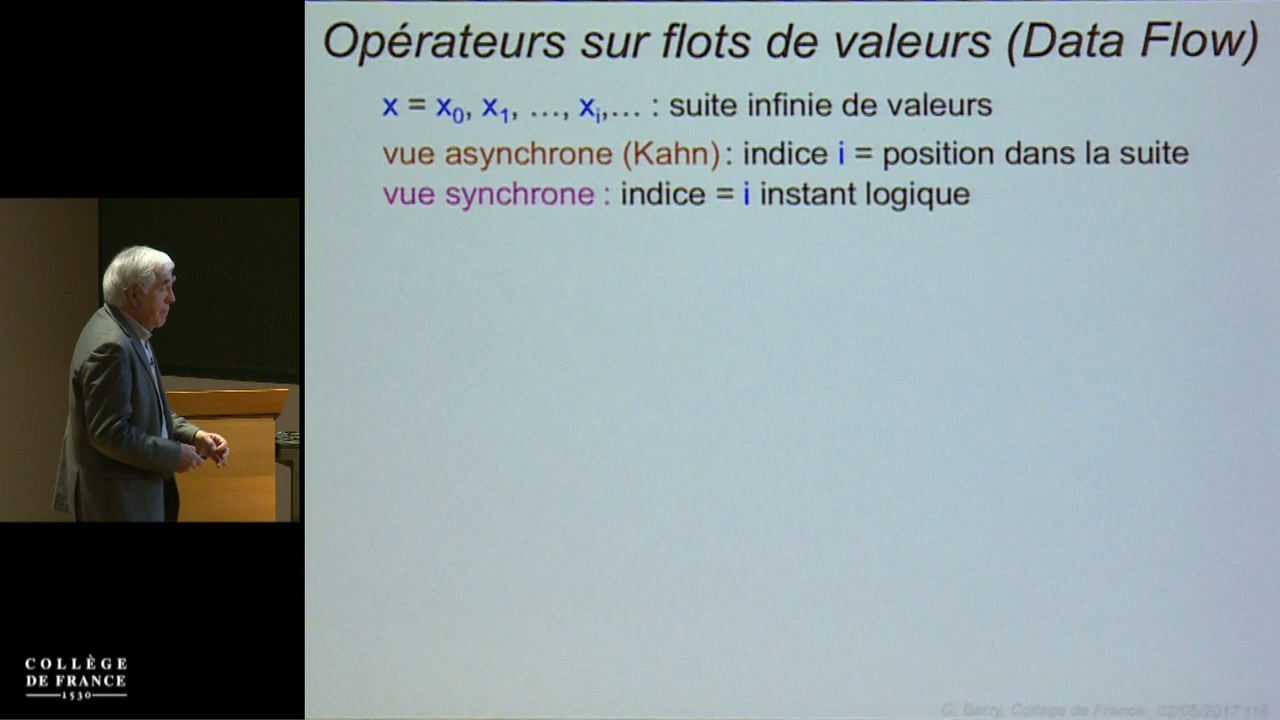 Opérateurs sur flots de valeurs (Data Flow)
x = x0, x1, …, xi,… : suite infinie de valeurs
vue asynchrone (Kahn) : indice i = position dans la suite
vue synchrone : indice = i instant logique
COLLÈGE
DE FRANCE
1530
G. Berry, Collège de France, 02/05/2017 116